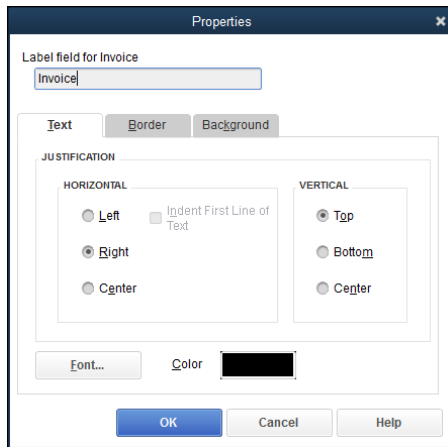 Properties
Label field for Invoice
Invoice
Text Border Background
JUSTIFICATION
HORIZONTAL VERTICAL
Left Indent First Line of Text Top
Right Bottom
Center Center
Font... Color
OK Cancel Help